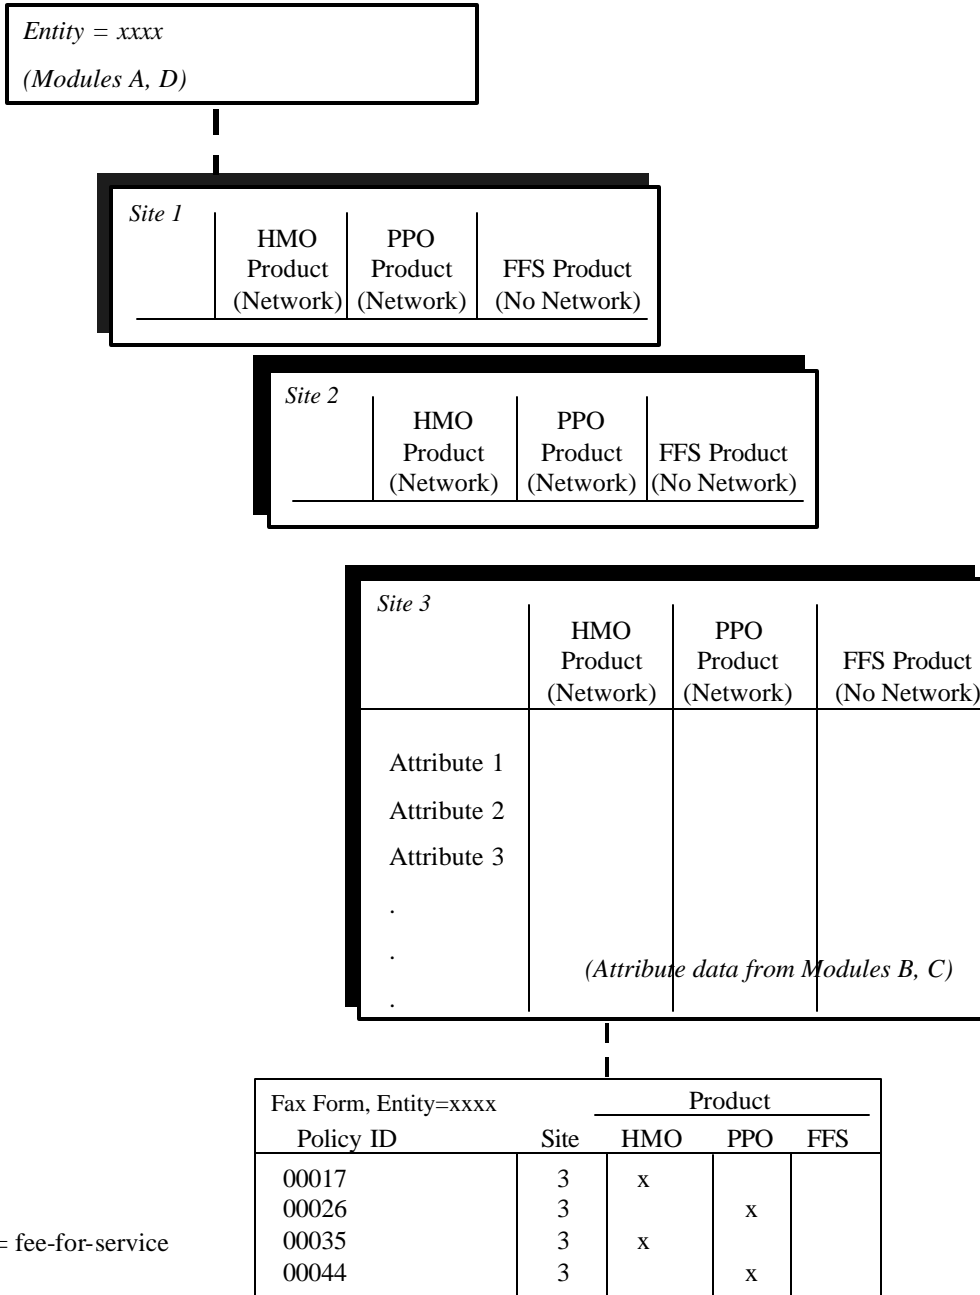 Entity = xxxx
(Modules A, D)
Site 1
HMO PPO
Product Product FFS Product
(Network) (Network) (No Network)
Site 2
HMO PPO
Product Product FFS Product
(Network) (Network) (No Network)
Site 3
HMO PPO
Product Product FFS Product
(Network) (Network) (No Network)
Attribute 1
Attribute 2
Attribute 3
.
.
(Attribute data from Modules B, C)
.
Fax Form, Entity=xxxx Product
Policy ID Site HMO PPO FFS
00017 3 x
00026 3 x
= fee-for-service
00035 3 x
00044 3 x